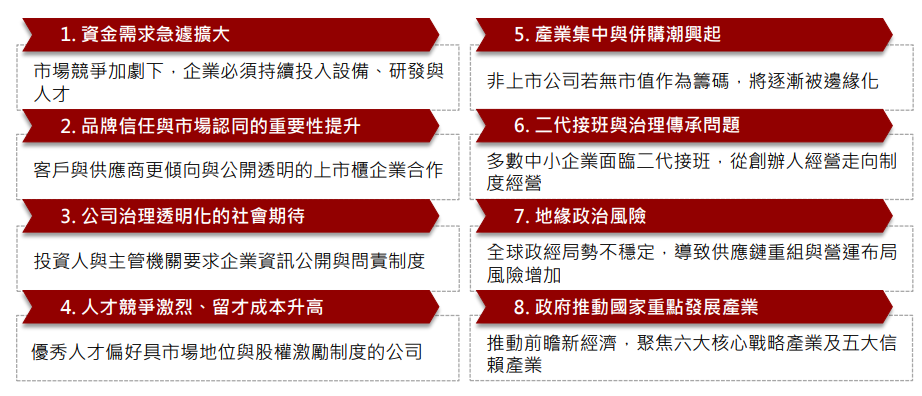 1. 資金需求急遽擴大
市場競爭加劇下，企業必須持續投入設備、研發與
人才
2. 品牌信任與市場認同的重要性提升
客戶與供應商更傾向與公開透明的上市櫃企業合作
3. 公司治理透明化的社會期待
投資人與主管機關要求企業資訊公開與問責制度
4. 人才競爭激烈、留才成本升高
優秀人才偏好具市場地位與股權激勵制度的公司
5. 產業集中與併購潮興起
非上市公司若無市值作為籌碼，將逐漸被邊緣化
6. 二代接班與治理傳承問題
多數中小企業面臨二代接班，從創辦人經營走向制
度經營
7. 地緣政治風險
全球政經局勢不穩定，導致供應鏈重組與營運布局
風險增加
8. 政府推動國家重點發展產業
推動前瞻新經濟，聚焦六大核心戰略產業及五大信
賴產業